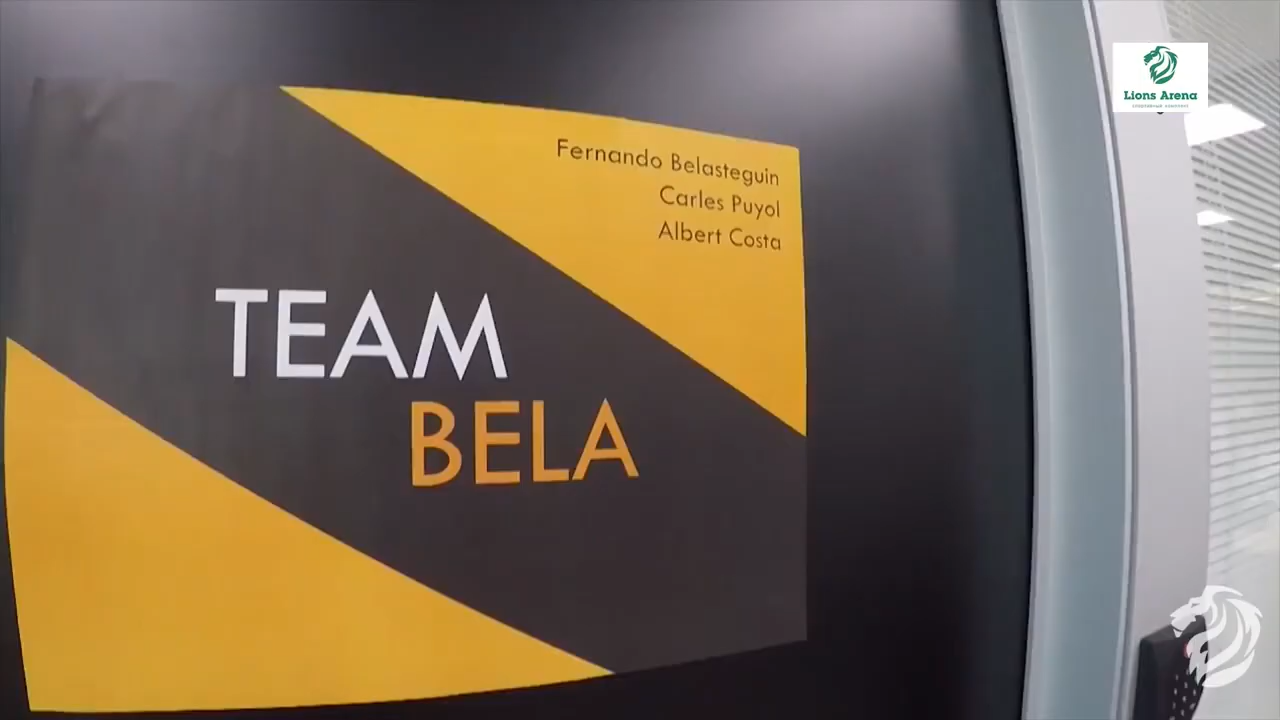 Lions Arena
Fernando Belasteguin
Carles Puyol
Albert Costa
TEAM
BELA